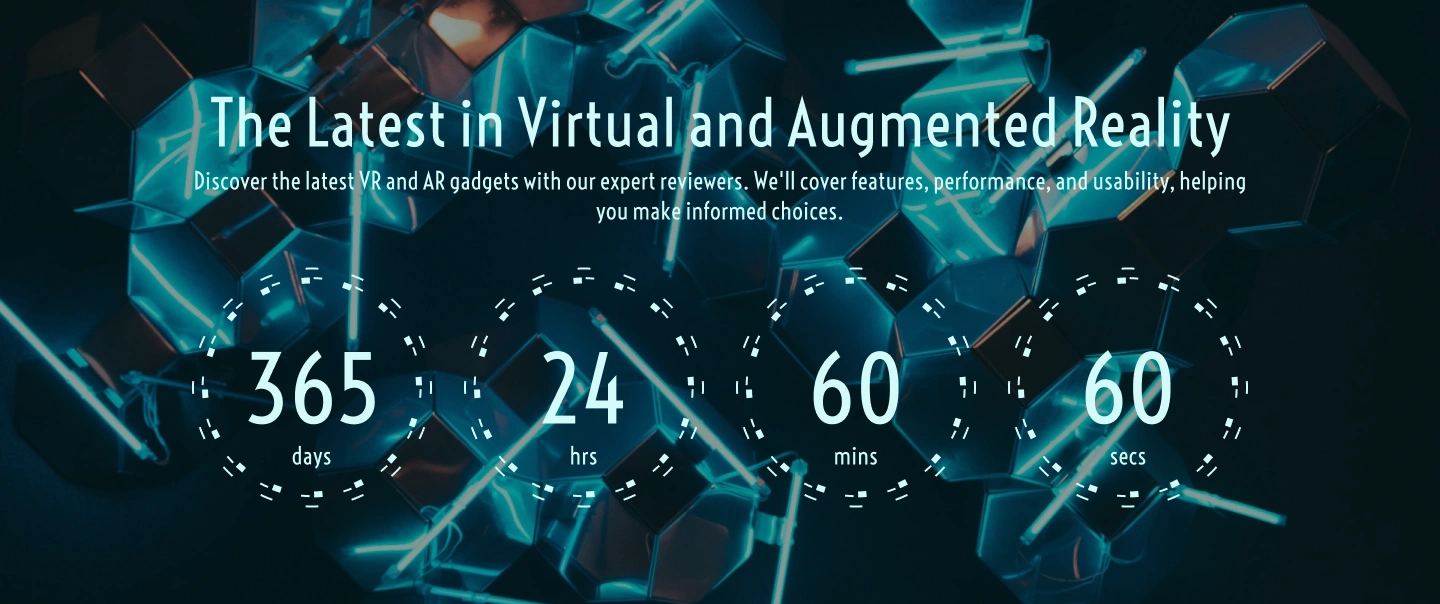 The Latest in Virtual and Augmented Reality
Discover the latest VR and AR gadgets with our expert reviewers. We'll cover features, performance, and usability, helping
you make informed choices.
365
days
24
hrs
60
mins
60
secs